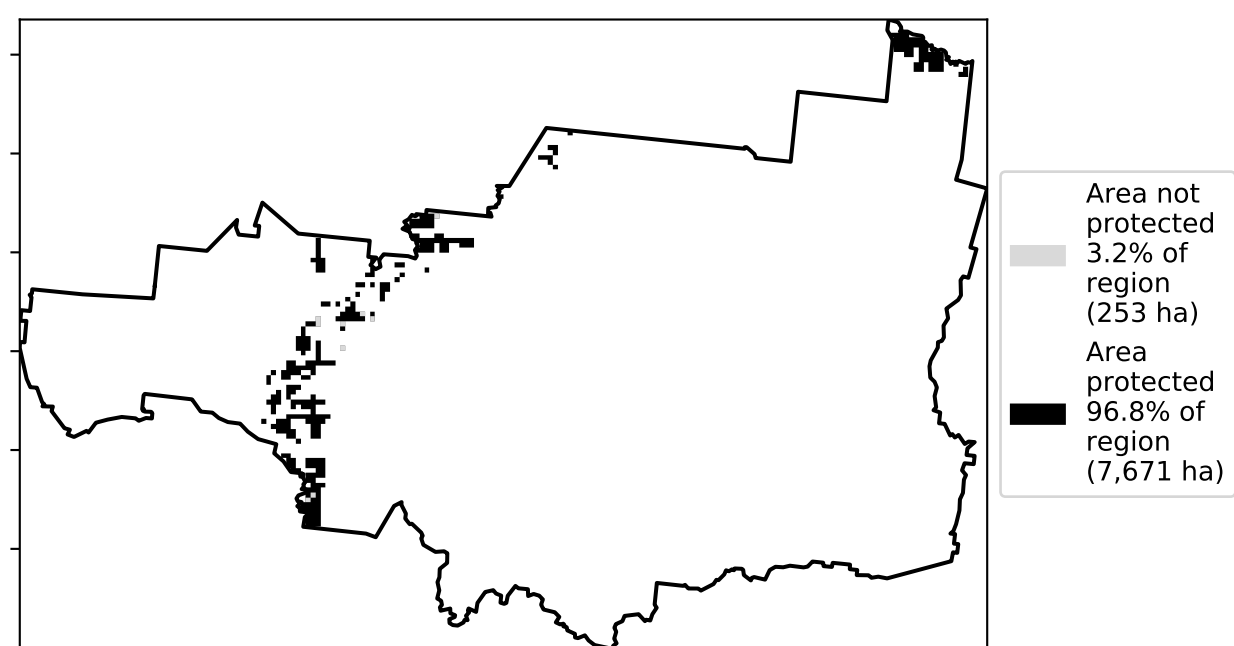 Area not
protected
3.2% of
region
(253 ha)
Area
protected
96.8% of
region
(7,671 ha)